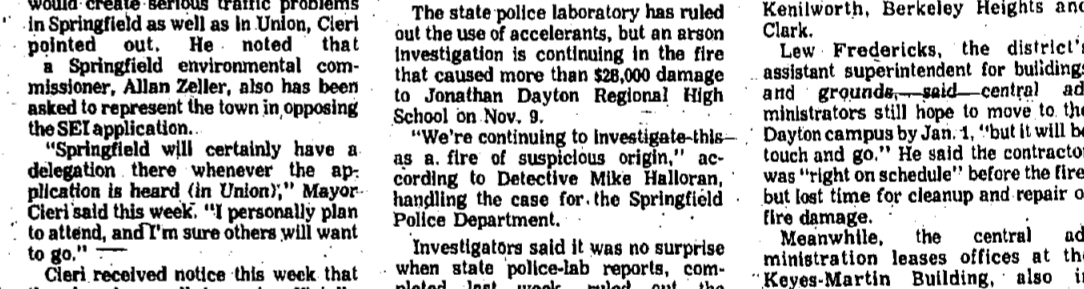 would create serious traffic problems
in Springfield as well as in Union, Cieri
pointed out. He noted that
a Springfield environmental com-
missioner, Allan Zeller, also has been
asked to represent the town in opposing
the SEI application.
"Springfield will certainly have a
delegation there whenever the ap-
plication is heard (in Union)," Mayor
Cieri said this week. "I personally plan
to attend, and I'm sure others will want
to go."
Cieri received notice this week that
The state police laboratory has ruled
out the use of accelerants, but an arson
investigation is continuing in the fire
that caused more than $28,000 damage
to Jonathan Dayton Regional High
School on Nov. 9.
"We're continuing to investigate this
as a fire of suspicious origin," ac-
cording to Detective Mike Halloran,
handling the case for the Springfield
Police Department.
Investigators said it was no surprise
when state police lab reports, com-
pleted last week, ruled out the
Kenilworth, Berkeley Heights and
Clark.
Lew Fredericks, the district's
assistant superintendent for buildings
and grounds, said central ad
ministrators still hope to move to the
Dayton campus by Jan. 1, "but it will be
touch and go." He said the contractor
was "right on schedule" before the fire
but lost time for cleanup and repair o
fire damage.
Meanwhile, the central ad
ministration leases offices at the
Keyes-Martin Building, also i